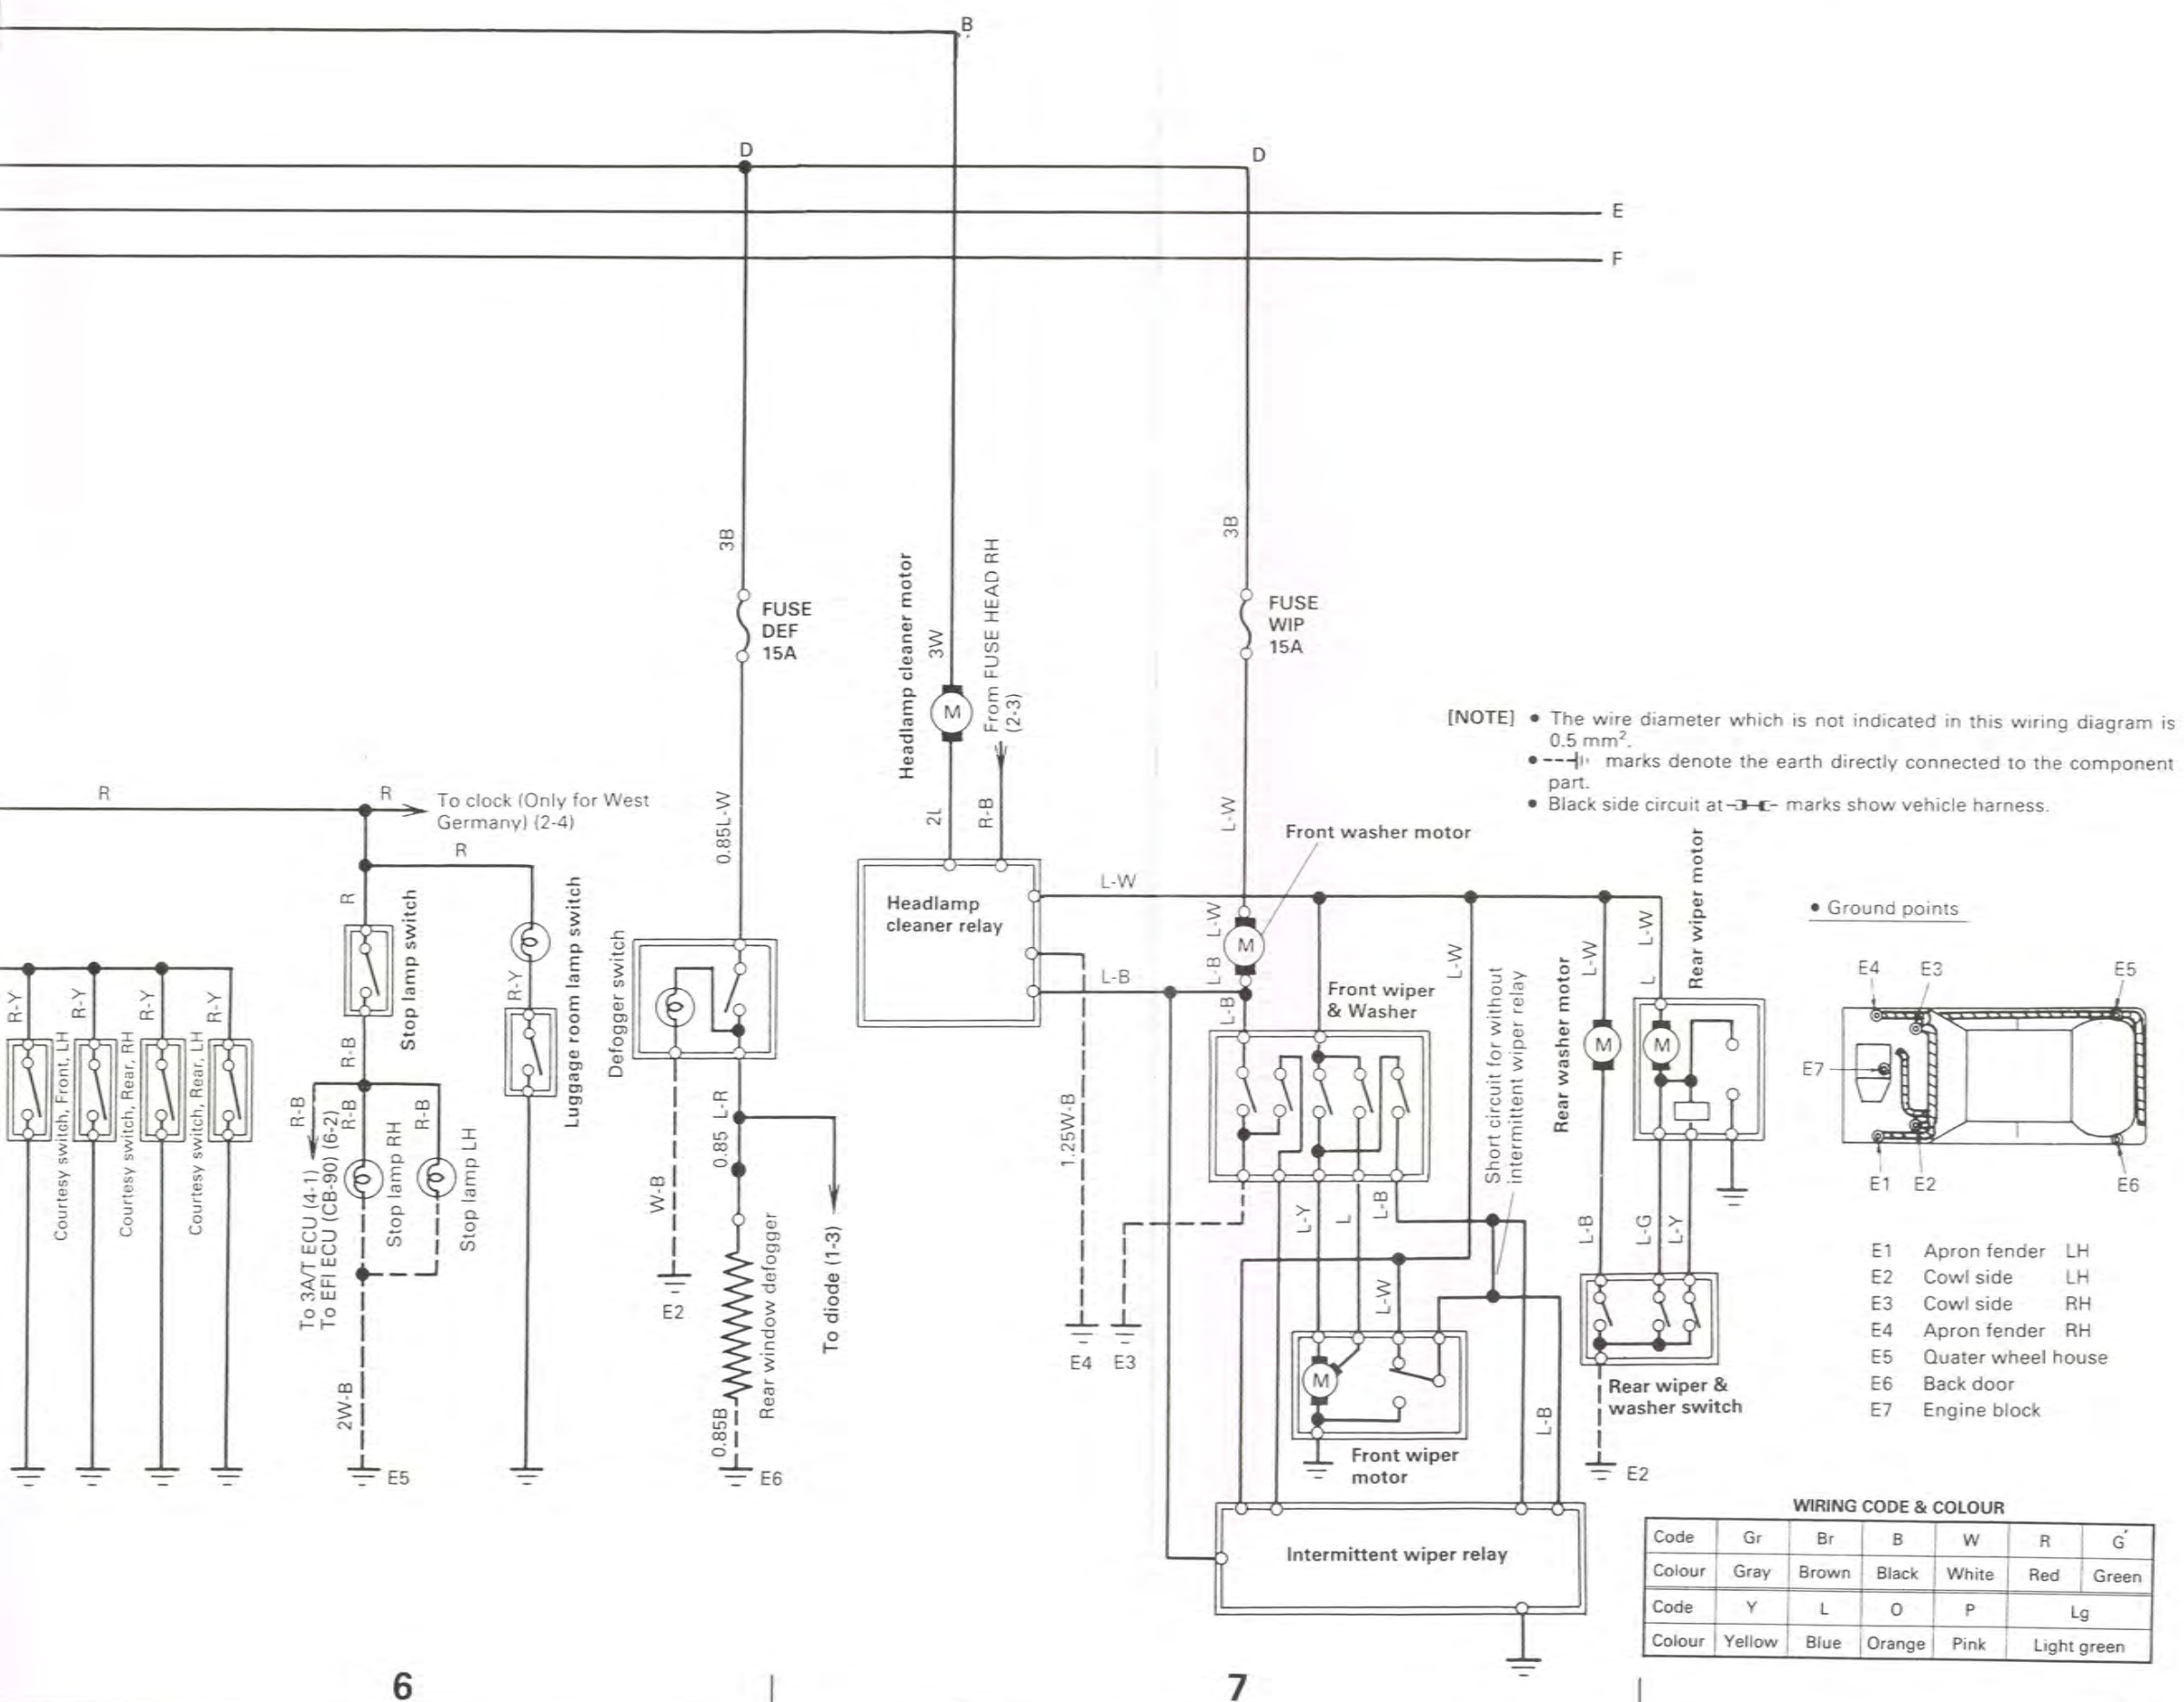 B
D
D
E
F
3B
FUSE
DEF
15A
Headlamp cleaner motor
3W
From FUSE HEAD RH
(2-3)
M
3B
FUSE
WIP
15A
[NOTE] • The wire diameter which is not indicated in this wiring diagram is
0.5 mm².
• marks denote the earth directly connected to the component
part.
• Black side circuit at marks show vehicle harness.
R
R
To clock (Only for West
Germany) (2-4)
R
R
Stop lamp switch
R-Y
Luggage room lamp switch
0.85L-W
2L
R-B
L-W
Front washer motor
Headlamp
cleaner relay
L-W
L-W
M
L-B
L-B
L-B
Defogger switch
R-Y
R-Y
R-Y
R-Y
Courtesy switch, Front, LH
Courtesy switch, Rear, RH
Courtesy switch, Rear, LH
R-B
R-B
R-B
R-B
To 3A/T ECU (4-1)
To EFI ECU (CB-90) (6-2)
Stop lamp RH
Stop lamp LH
2W-B
E5
W-B
E2
0.85 L-R
To diode (1-3)
Rear window defogger
0.85B
E6
1.25W-B
E4
E3
Front wiper
& Washer
L-W
Short circuit for without
intermittent wiper relay
L-Y
L
L-B
L-W
M
Front wiper
motor
L-B
Intermittent wiper relay
Rear washer motor
L-W
M
L-B
Rear wiper motor
L-W
L
M
L-G
L-Y
Rear wiper &
washer switch
E2
• Ground points
E4
E3
E5
E7
E1
E2
E6
E1 Apron fender LH
E2 Cowl side LH
E3 Cowl side RH
E4 Apron fender RH
E5 Quater wheel house
E6 Back door
E7 Engine block
WIRING CODE & COLOUR
Code Gr Br B W R G
Colour Gray Brown Black White Red Green
Code Y L O P Lg
Colour Yellow Blue Orange Pink Light green
6
7